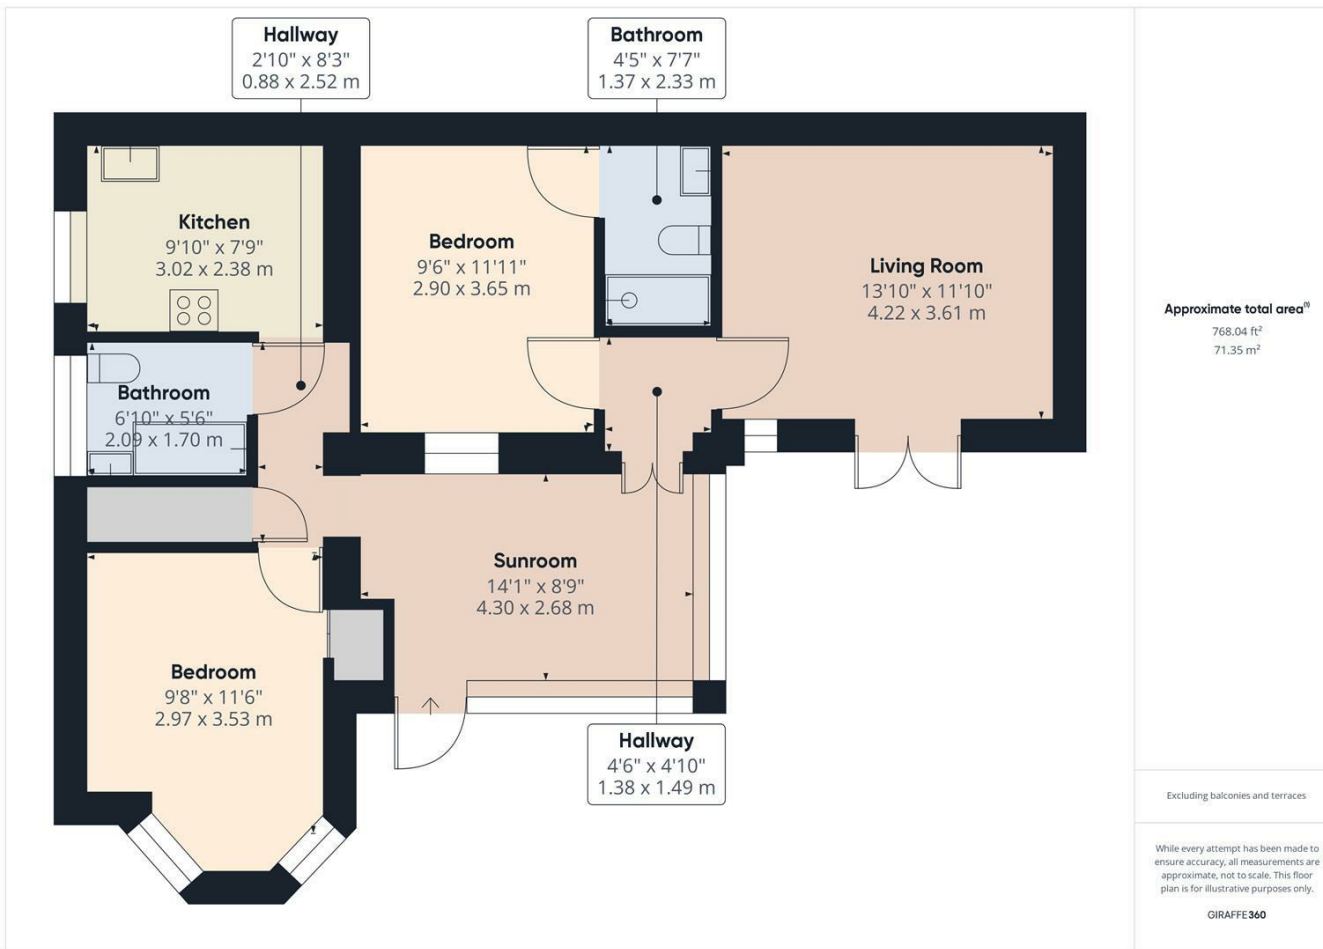 Hallway
2'10" x 8'3"
0.88 x 2.52 m
Bathroom
4'5" x 7'7"
1.37 x 2.33 m
Kitchen
9'10" x 7'9"
3.02 x 2.38 m
Bedroom
9'6" x 11'11"
2.90 x 3.65 m
Living Room
13'10" x 11'10"
4.22 x 3.61 m
Bathroom
6'10" x 5'6"
2.09 x 1.70 m
Sunroom
14'1" x 8'9"
4.30 x 2.68 m
Bedroom
9'8" x 11'6"
2.97 x 3.53 m
Hallway
4'6" x 4'10"
1.38 x 1.49 m
Approximate total area⁽¹⁾
768.04 ft²
71.35 m²
Excluding balconies and terraces
While every attempt has been made to
ensure accuracy, all measurements are
approximate, not to scale. This floor
plan is for illustrative purposes only.
GIRAFFE360